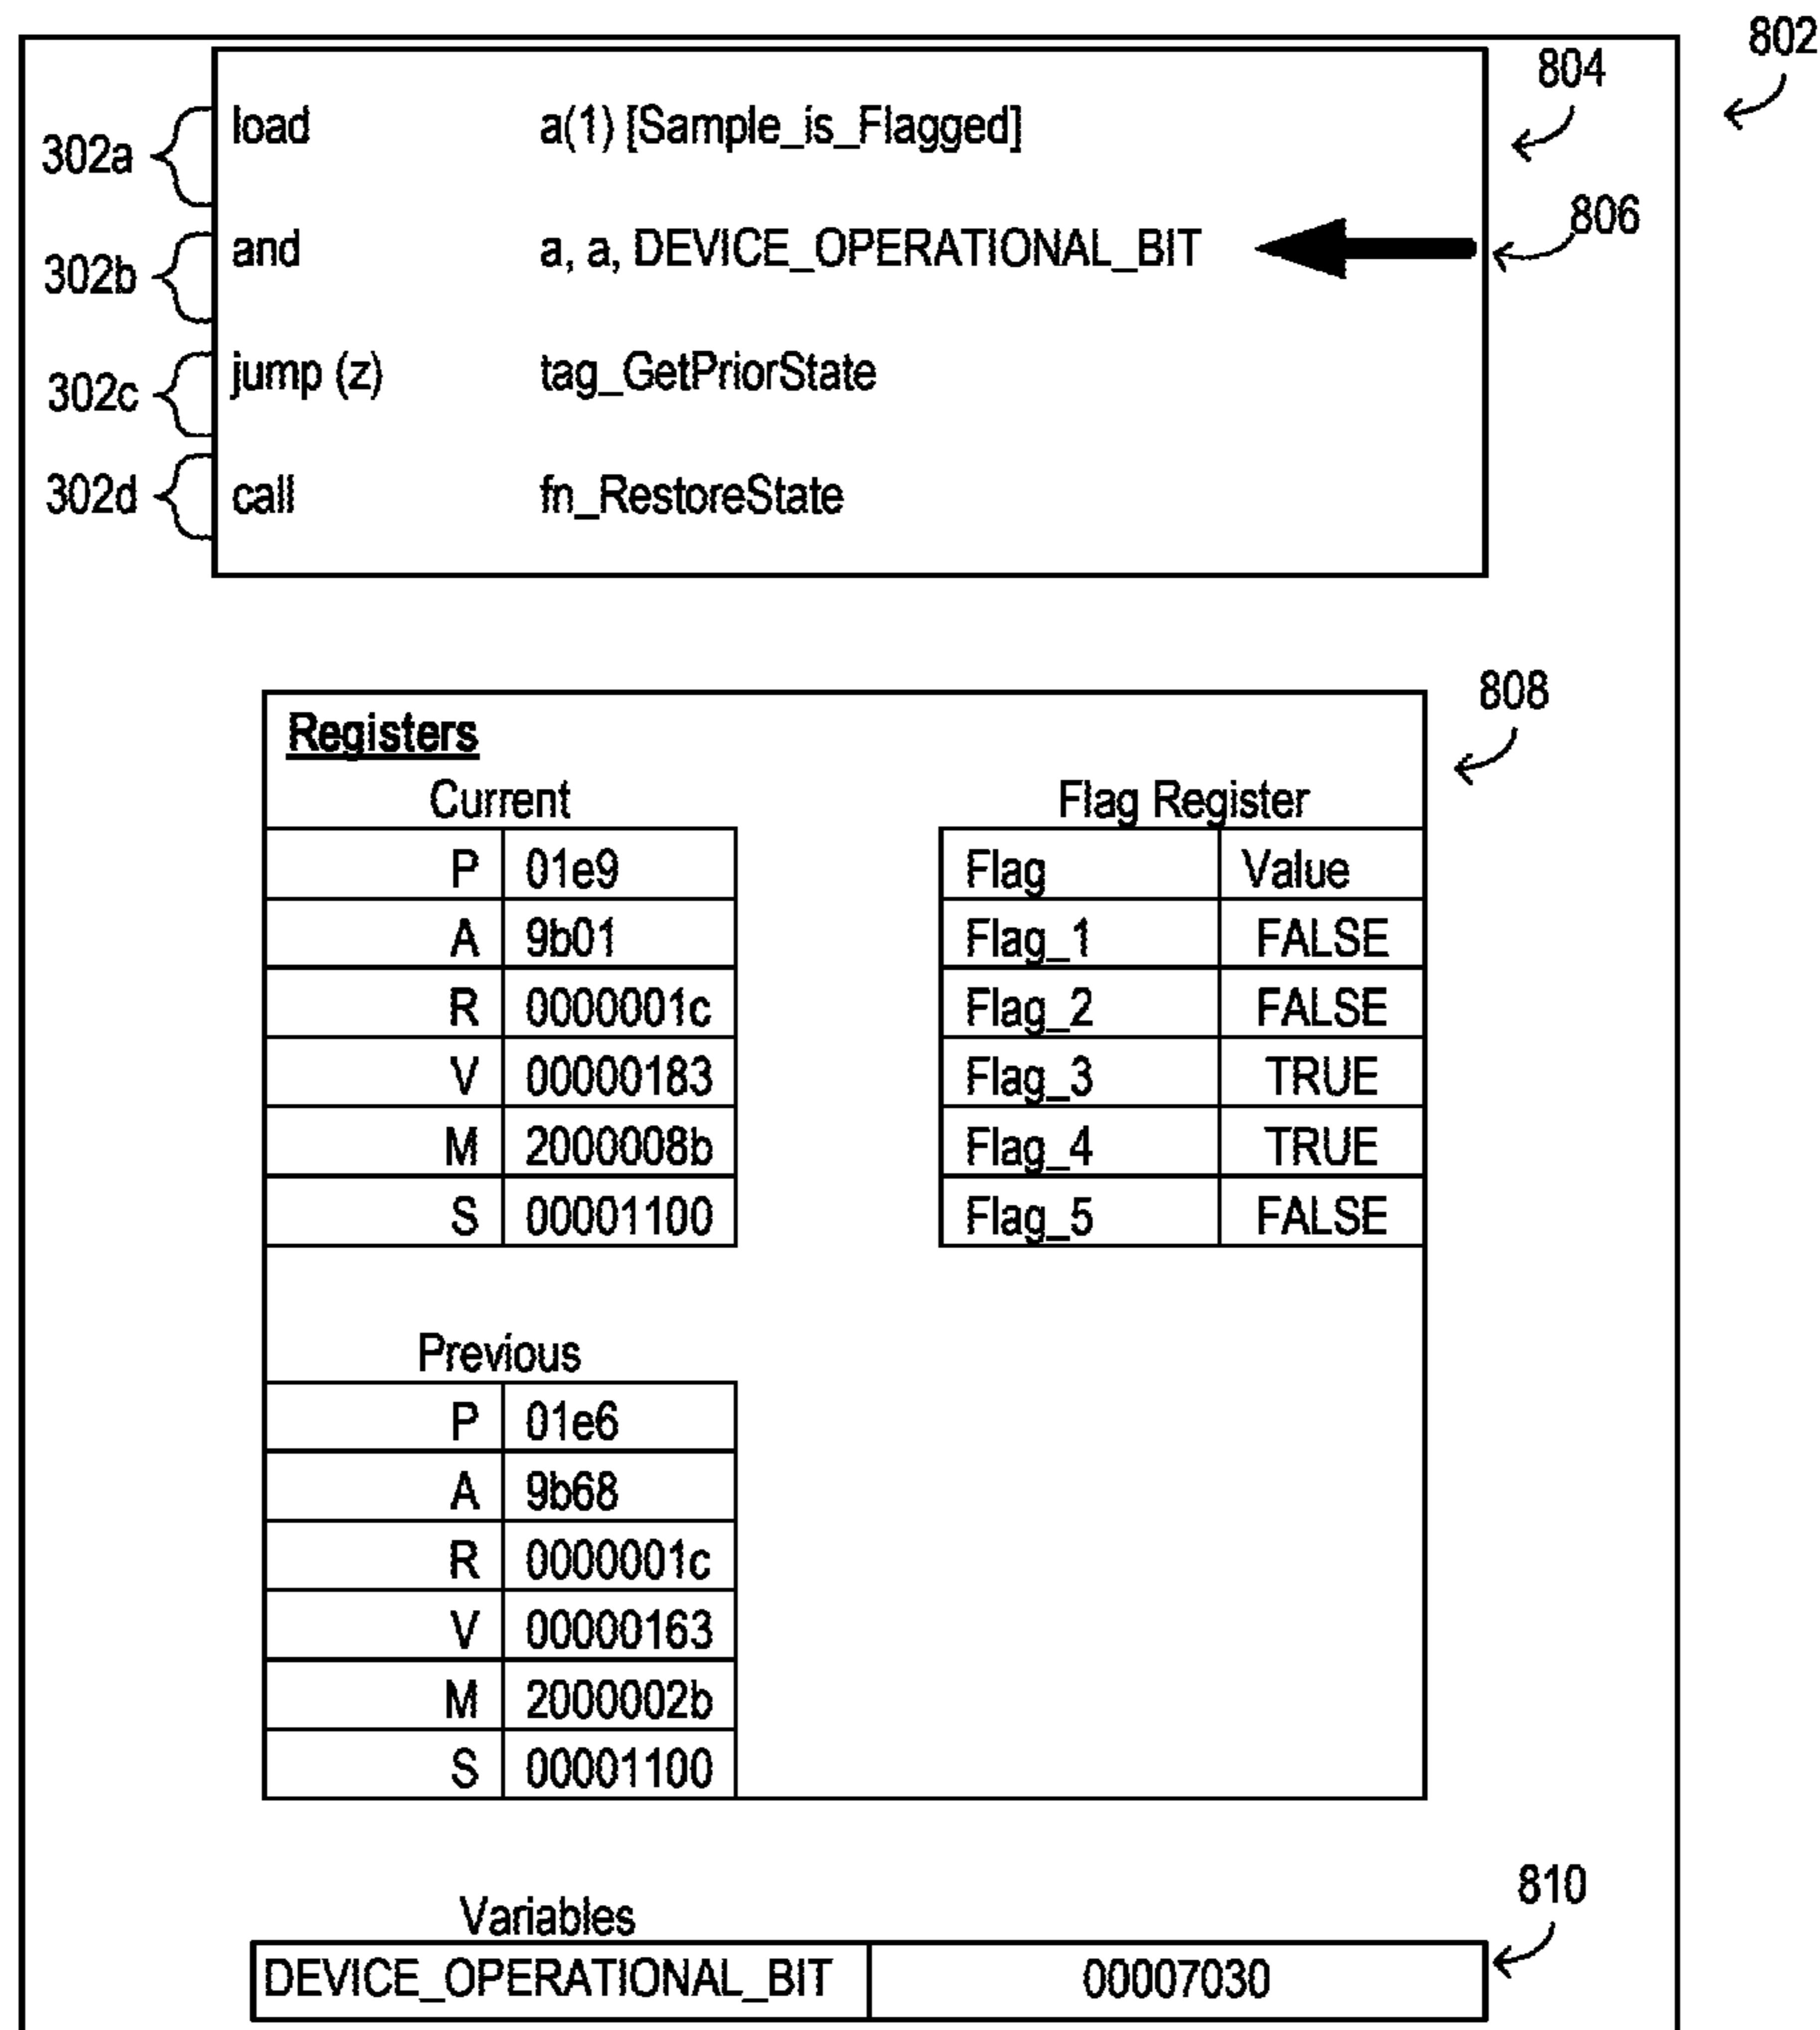 802
804
302a load a(1) [Sample_is_Flagged]
806
302b and a, a, DEVICE_OPERATIONAL_BIT
302c jump (z) tag_GetPriorState
302d call fn_RestoreState
808
Registers
Current Flag Register
P 01e9 Flag Value
A 9b01 Flag_1 FALSE
R 0000001c Flag_2 FALSE
V 00000183 Flag_3 TRUE
M 2000008b Flag_4 TRUE
S 00001100 Flag_5 FALSE
Previous
P 01e6
A 9b68
R 0000001c
V 00000163
M 2000002b
S 00001100
810
Variables
DEVICE_OPERATIONAL_BIT 00007030